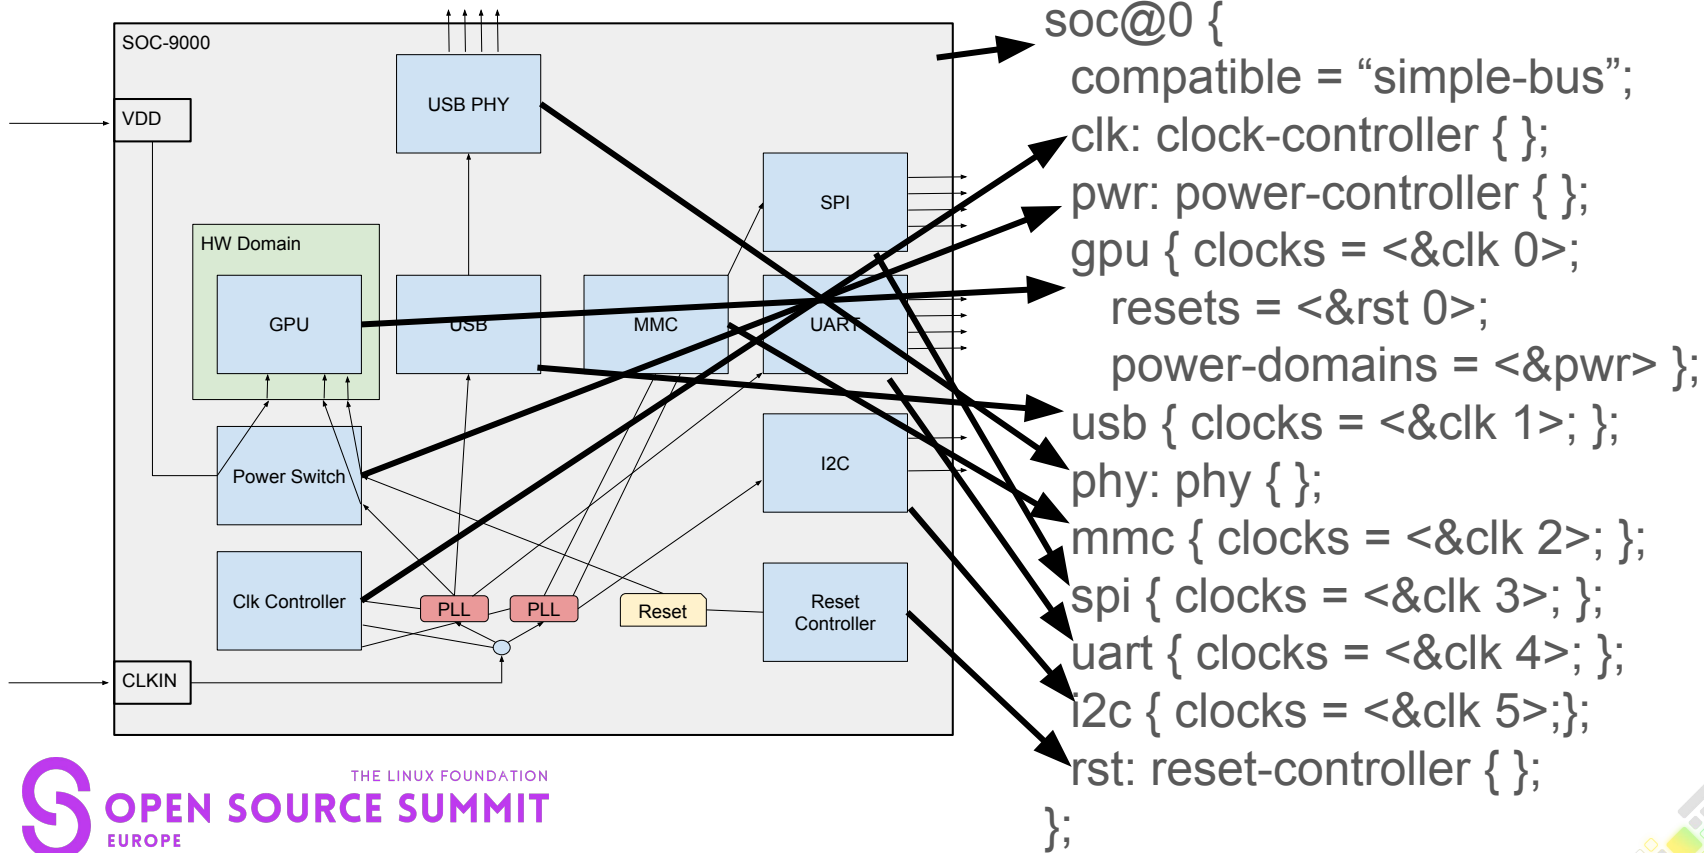 SOC-9000
VDD
USB PHY
SPI
HW Domain
GPU
USB
MMC
UART
Power Switch
I2C
Clk Controller
PLL
PLL
Reset
Reset
Controller
CLKIN
soc@0 {
compatible = “simple-bus”;
clk: clock-controller { };
pwr: power-controller { };
gpu { clocks = <&clk 0>;
resets = <&rst 0>;
power-domains = <&pwr> };
usb { clocks = <&clk 1>; };
phy: phy { };
mmc { clocks = <&clk 2>; };
spi { clocks = <&clk 3>; };
uart { clocks = <&clk 4>; };
i2c { clocks = <&clk 5>;};
rst: reset-controller { };
};
THE LINUX FOUNDATION
OPEN SOURCE SUMMIT
EUROPE